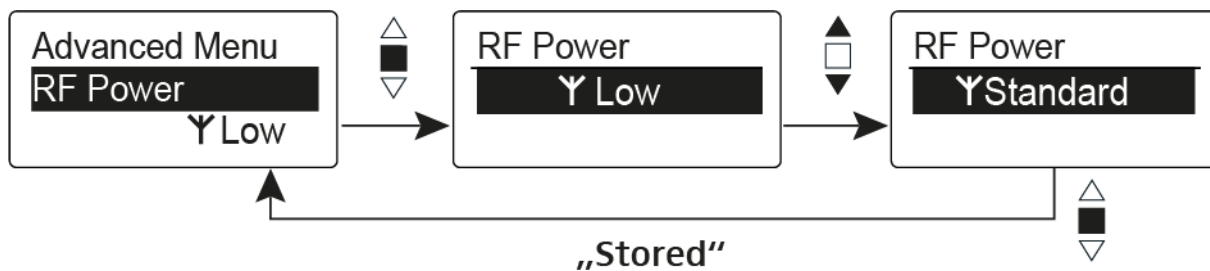 Advanced Menu
RF Power
Low
RF Power
Low
RF Power
Standard
„Stored“